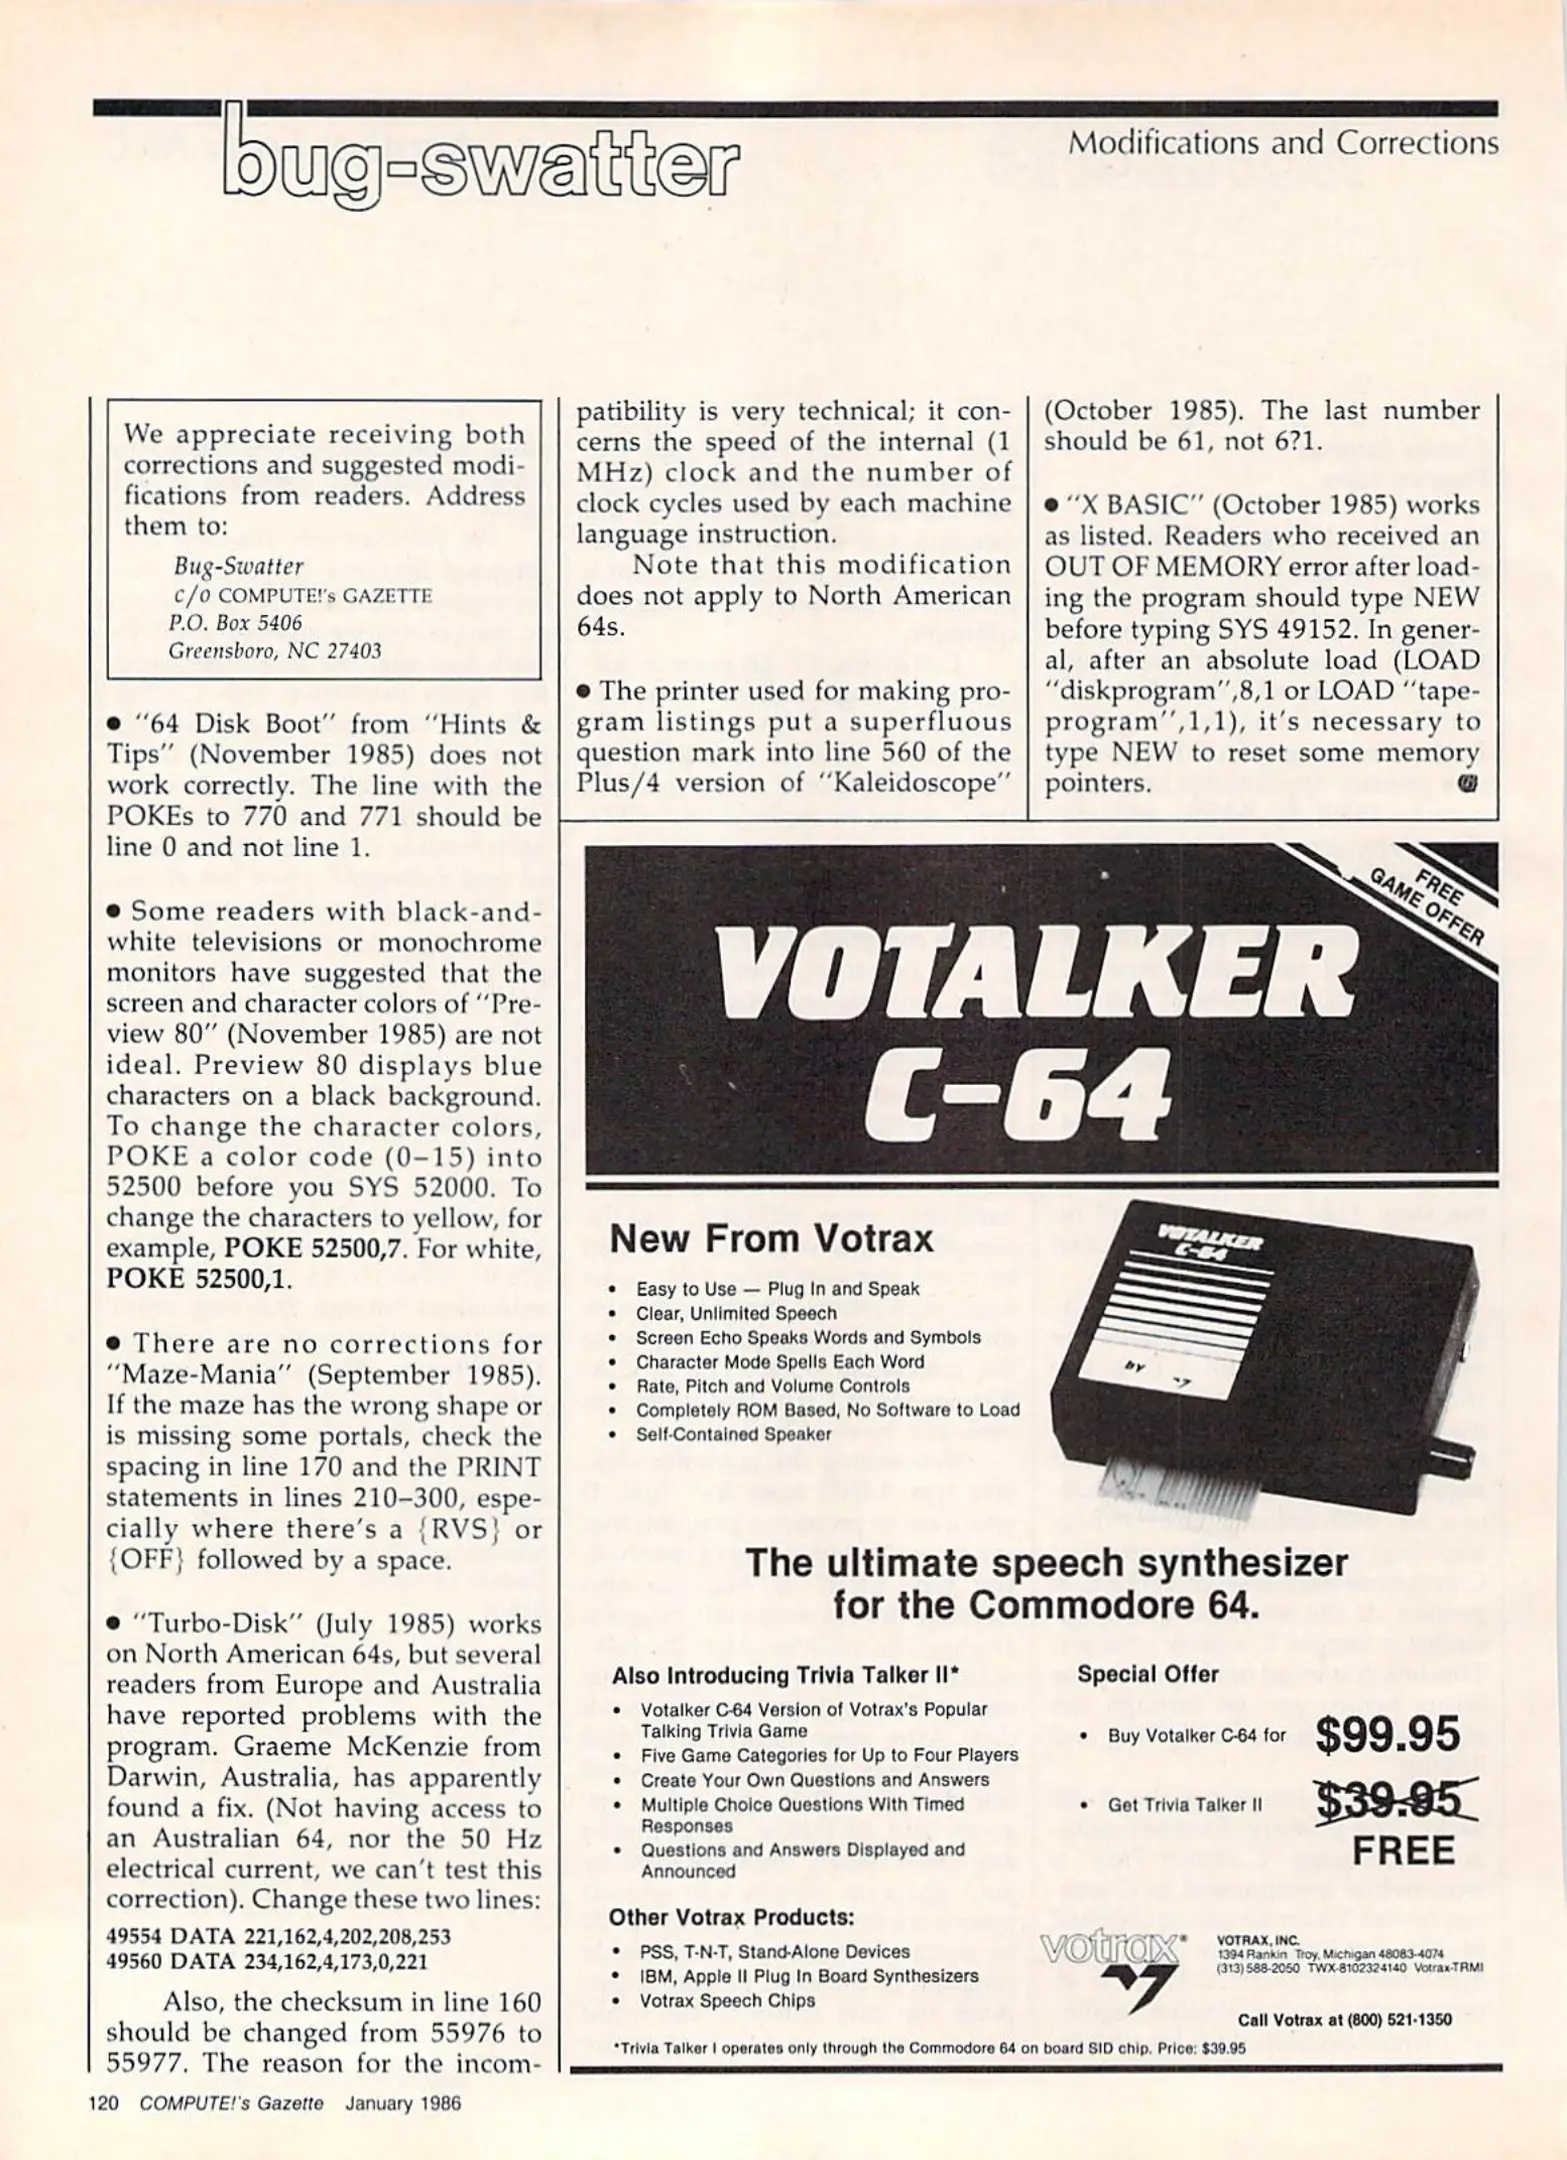 bug-swatter
Modifications and Corrections
We appreciate receiving both
corrections and suggested modi-
fications from readers. Address
them to:
Bug-Swatter
c/o COMPUTE!'s GAZETTE
P.O. Box 5406
Greensboro, NC 27403
● "64 Disk Boot" from "Hints &
Tips" (November 1985) does not
work correctly. The line with the
POKEs to 770 and 771 should be
line 0 and not line 1.
● Some readers with black-and-
white televisions or monochrome
monitors have suggested that the
screen and character colors of "Pre-
view 80" (November 1985) are not
ideal. Preview 80 displays blue
characters on a black background.
To change the character colors,
POKE a color code (0–15) into
52500 before you SYS 52000. To
change the characters to yellow, for
example, POKE 52500,7. For white,
POKE 52500,1.
● There are no corrections for
"Maze-Mania" (September 1985).
If the maze has the wrong shape or
is missing some portals, check the
spacing in line 170 and the PRINT
statements in lines 210–300, espe-
cially where there's a {RVS} or
{OFF} followed by a space.
● "Turbo-Disk" (July 1985) works
on North American 64s, but several
readers from Europe and Australia
have reported problems with the
program. Graeme McKenzie from
Darwin, Australia, has apparently
found a fix. (Not having access to
an Australian 64, nor the 50 Hz
electrical current, we can't test this
correction). Change these two lines:
49554 DATA 221,162,4,202,208,253
49560 DATA 234,162,4,173,0,221
Also, the checksum in line 160
should be changed from 55976 to
55977. The reason for the incom-
patibility is very technical; it con-
cerns the speed of the internal (1
MHz) clock and the number of
clock cycles used by each machine
language instruction.
Note that this modification
does not apply to North American
64s.
● The printer used for making pro-
gram listings put a superfluous
question mark into line 560 of the
Plus/4 version of "Kaleidoscope"
(October 1985). The last number
should be 61, not 6?1.
● "X BASIC" (October 1985) works
as listed. Readers who received an
OUT OF MEMORY error after load-
ing the program should type NEW
before typing SYS 49152. In gener-
al, after an absolute load (LOAD
"diskprogram",8,1 or LOAD "tape-
program",1,1), it's necessary to
type NEW to reset some memory
pointers.
FREE
GAME OFFER
VOTALKER
C-64
New From Votrax
• Easy to Use — Plug In and Speak
• Clear, Unlimited Speech
• Screen Echo Speaks Words and Symbols
• Character Mode Spells Each Word
• Rate, Pitch and Volume Controls
• Completely ROM Based, No Software to Load
• Self-Contained Speaker
VOTALKER
C-64
BY
The ultimate speech synthesizer
for the Commodore 64.
Also Introducing Trivia Talker II*
• Votalker C-64 Version of Votrax's Popular
Talking Trivia Game
• Five Game Categories for Up to Four Players
• Create Your Own Questions and Answers
• Multiple Choice Questions With Timed
Responses
• Questions and Answers Displayed and
Announced
Special Offer
• Buy Votalker C-64 for $99.95
• Get Trivia Talker II $39.95
FREE
Other Votrax Products:
• PSS, T-N-T, Stand-Alone Devices
• IBM, Apple II Plug In Board Synthesizers
• Votrax Speech Chips
votrax
VOTRAX, INC.
1394 Rankin Troy, Michigan 48083-4074
(313) 588-2050 TWX-8102324140 Votrax-TRMI
Call Votrax at (800) 521-1350
*Trivia Talker I operates only through the Commodore 64 on board SID chip. Price: $39.95
120 COMPUTE!'s Gazette January 1986